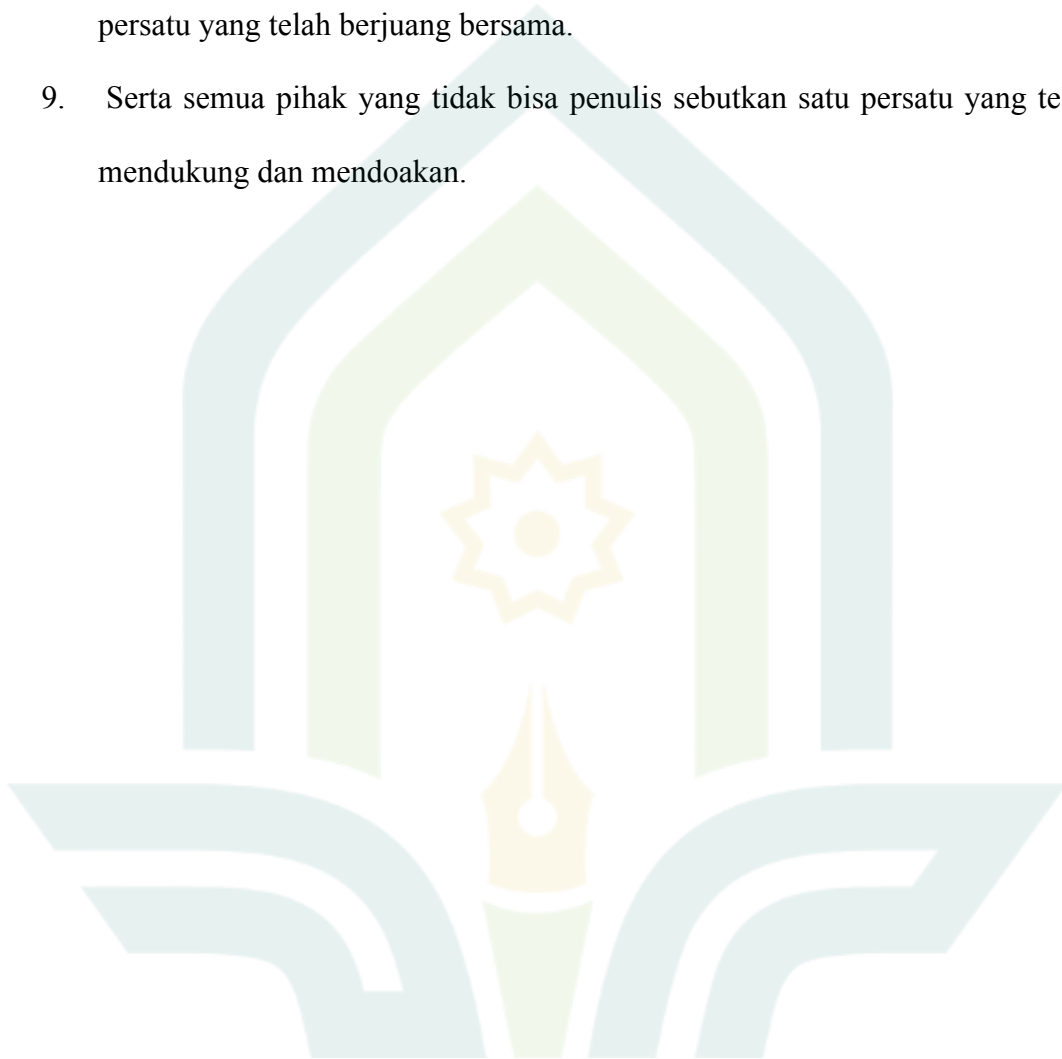 persatu yang telah berjuang bersama.
9. Serta semua pihak yang tidak bisa penulis sebutkan satu persatu yang te
mendukung dan mendoakan.